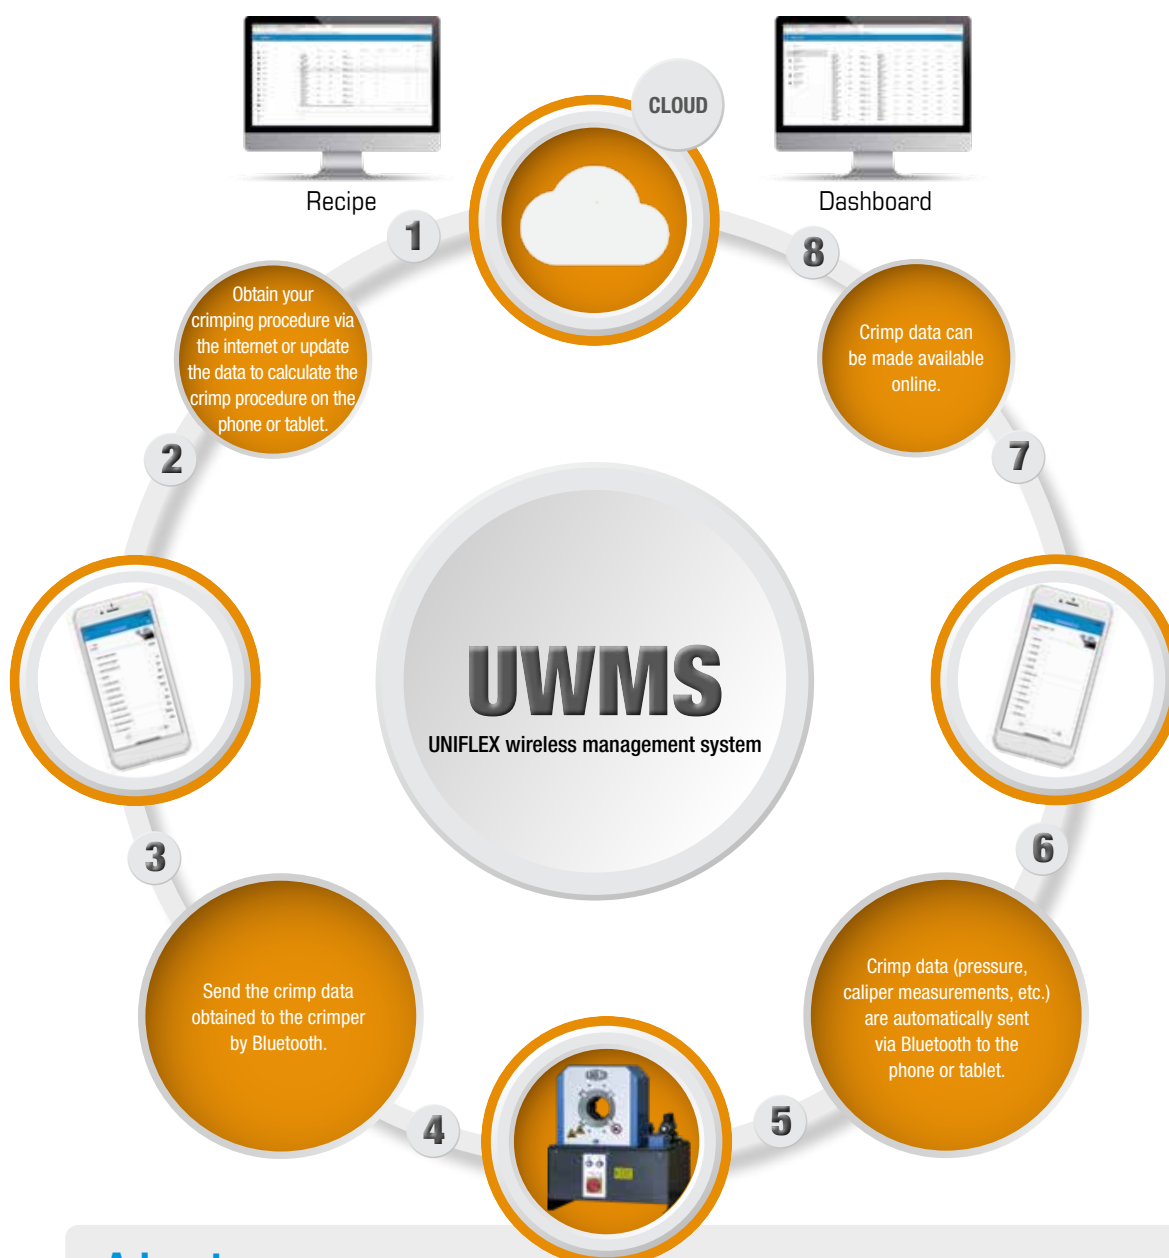 CLOUD
Recipe
Dashboard
1
8
Obtain your
crimping procedure via
the internet or update
the data to calculate the
crimp procedure on the
phone or tablet.
Crimp data can
be made available
online.
2
7
UWMS
UNIFLEX wireless management system
3
6
Send the crimp data
obtained to the crimper
by Bluetooth.
Crimp data (pressure,
caliper measurements, etc.)
are automatically sent
via Bluetooth to the
phone or tablet.
4
5